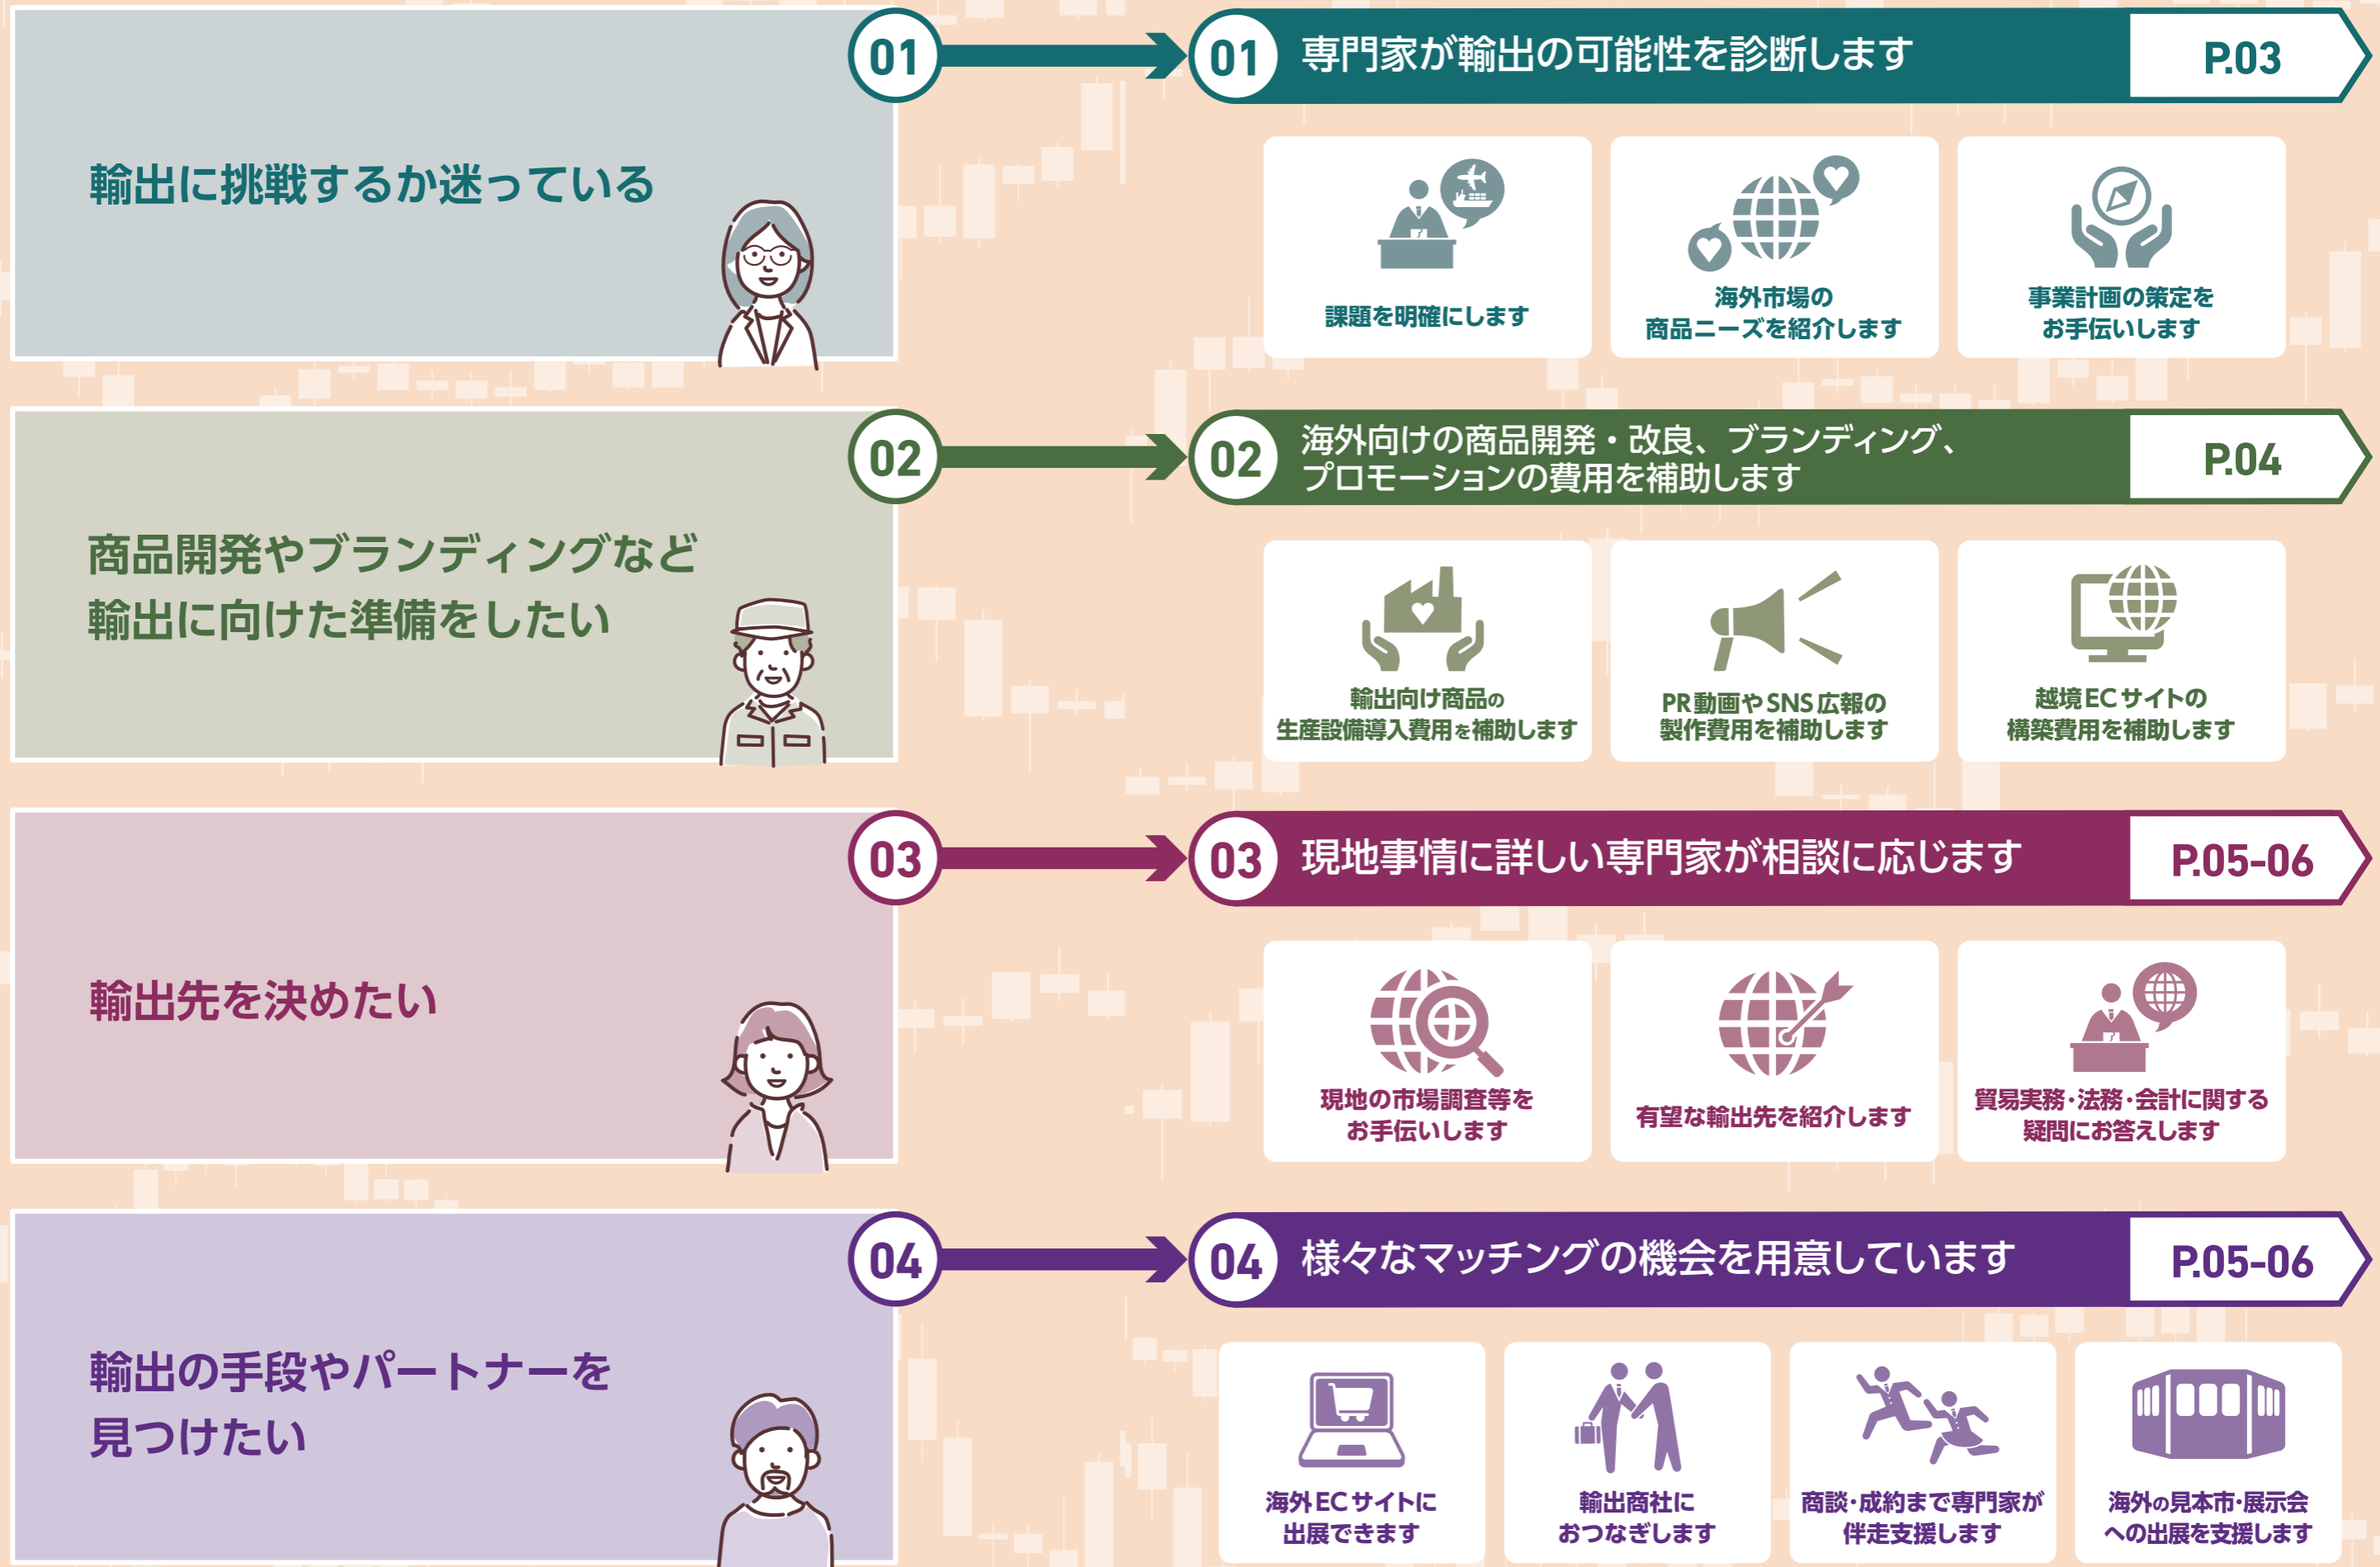 輸出に挑戦するか迷っている
01
01
専門家が輸出の可能性を診断します
P.03
課題を明確にします
海外市場の
商品ニーズを紹介します
事業計画の策定を
お手伝いします
商品開発やブランディングなど
輸出に向けた準備をしたい
02
02
海外向けの商品開発・改良、ブランディング、
プロモーションの費用を補助します
P.04
輸出向け商品の
生産設備導入費用を補助します
PR動画やSNS広報の
製作費用を補助します
越境ECサイトの
構築費用を補助します
輸出先を決めたい
03
03
現地事情に詳しい専門家が相談に応じます
P.05-06
現地の市場調査等を
お手伝いします
有望な輸出先を紹介します
貿易実務・法務・会計に関する
疑問にお答えします
輸出の手段やパートナーを
見つけたい
04
04
様々なマッチングの機会を用意しています
P.05-06
海外ECサイトに
出展できます
輸出商社に
おつなぎします
商談・成約まで専門家が
伴走支援します
海外の見本市・展示会
への出展を支援します